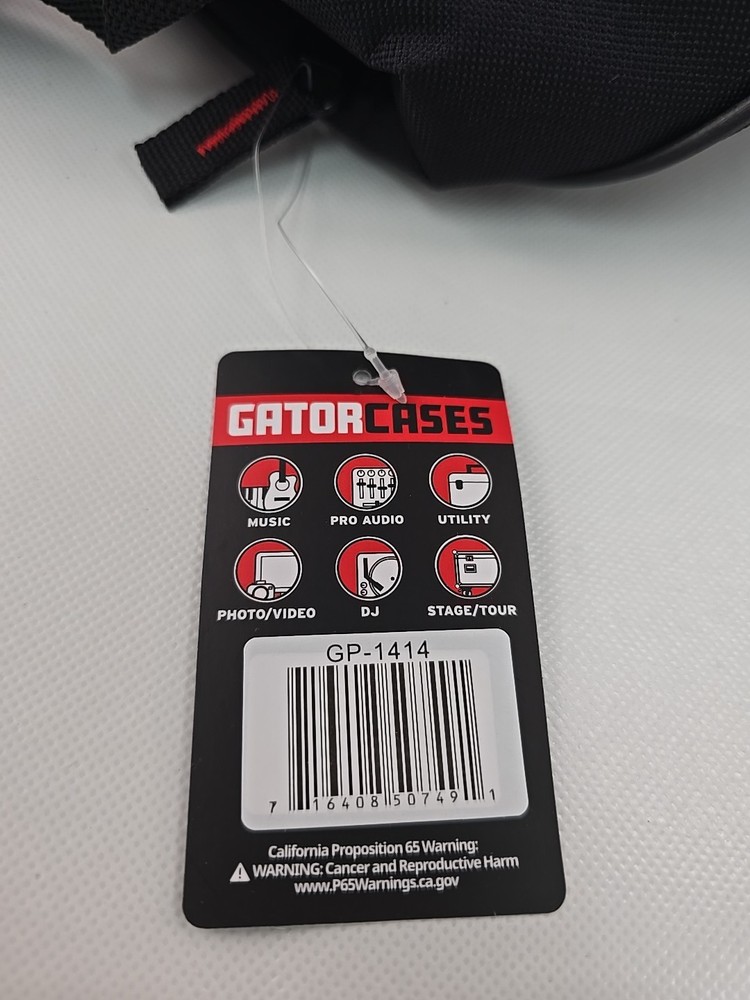 GATORCASES
MUSIC PRO AUDIO UTILITY
PHOTO/VIDEO DJ STAGE/TOUR
GP-1414
7 16408 50749 1
California Proposition 65 Warning:
WARNING: Cancer and Reproductive Harm
www.P65Warnings.ca.gov